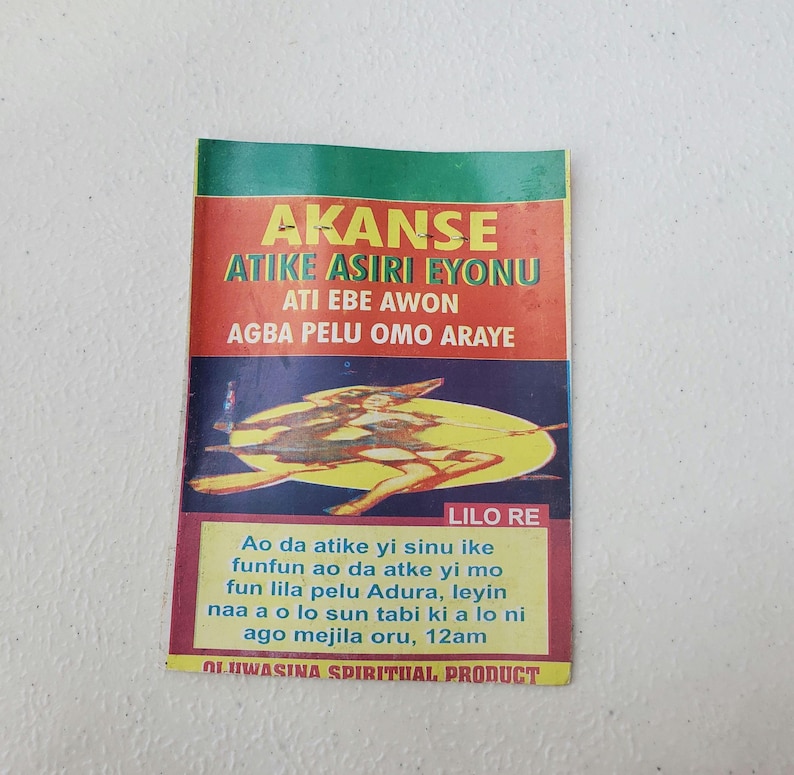 AKANSE
ATIKE ASIRI EYONU
ATI EBE AWON
AGBA PELU OMO ARAYE
LILO RE
Ao da atike yi sinu ike
funfun ao da atke yi mo
fun lila pelu Adura, leyin
naa a o lo sun tabi ki a lo ni
ago mejila oru, 12am
OLUWASINA SPIRITUAL PRODUCT